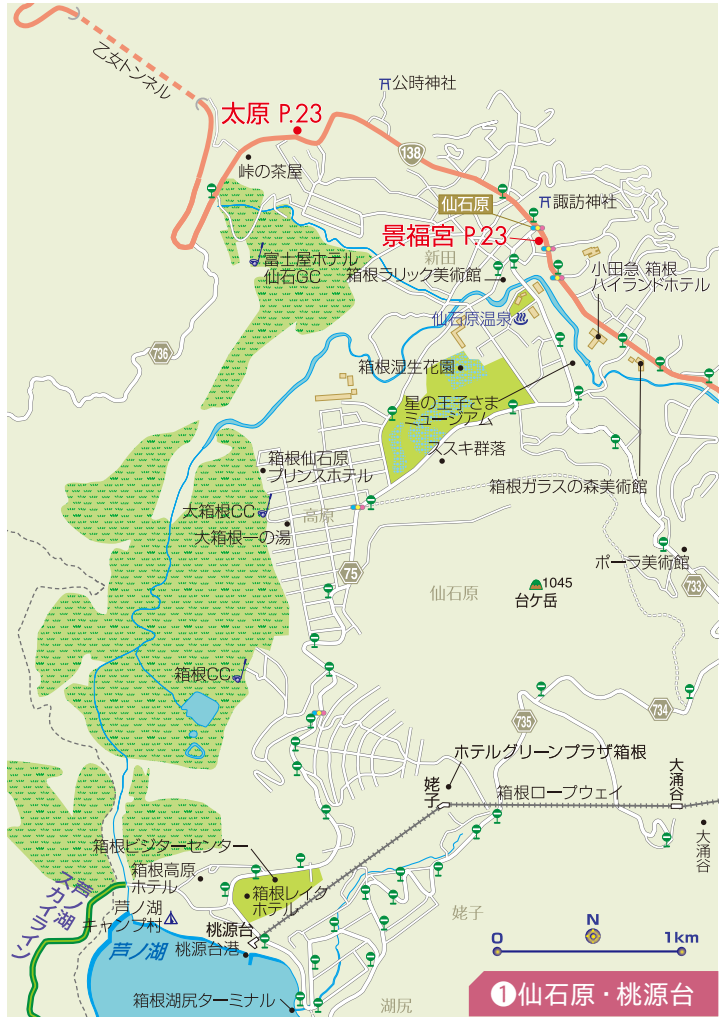 乙女トンネル
公時神社
太原 P.23
138
峠の茶屋
仙石原
諏訪神社
景福宮 P.23
新田
富士屋ホテル
仙石GC
箱根ラリック美術館
小田急 箱根
ハイランドホテル
仙石原温泉
736
箱根湿生花園
星の王子さま
ミュージアム
ススキ群落
箱根仙石原
プリンスホテル
箱根ガラスの森美術館
大箱根CC
高原
大箱根一の湯
ポーラ美術館
75
仙石原
1045
台ケ岳
733
箱根CC
734
735
ホテルグリーンプラザ箱根
大涌谷
姥子
箱根ロープウェイ
大涌谷
箱根ビジターセンター
箱根高原
ホテル
箱根レイク
ホテル
芦ノ湖
スカイライン
芦ノ湖
キャンプ村
姥子
桃源台
芦ノ湖
桃源台港
N
0
1km
箱根湖尻ターミナル
湖尻
❶仙石原・桃源台